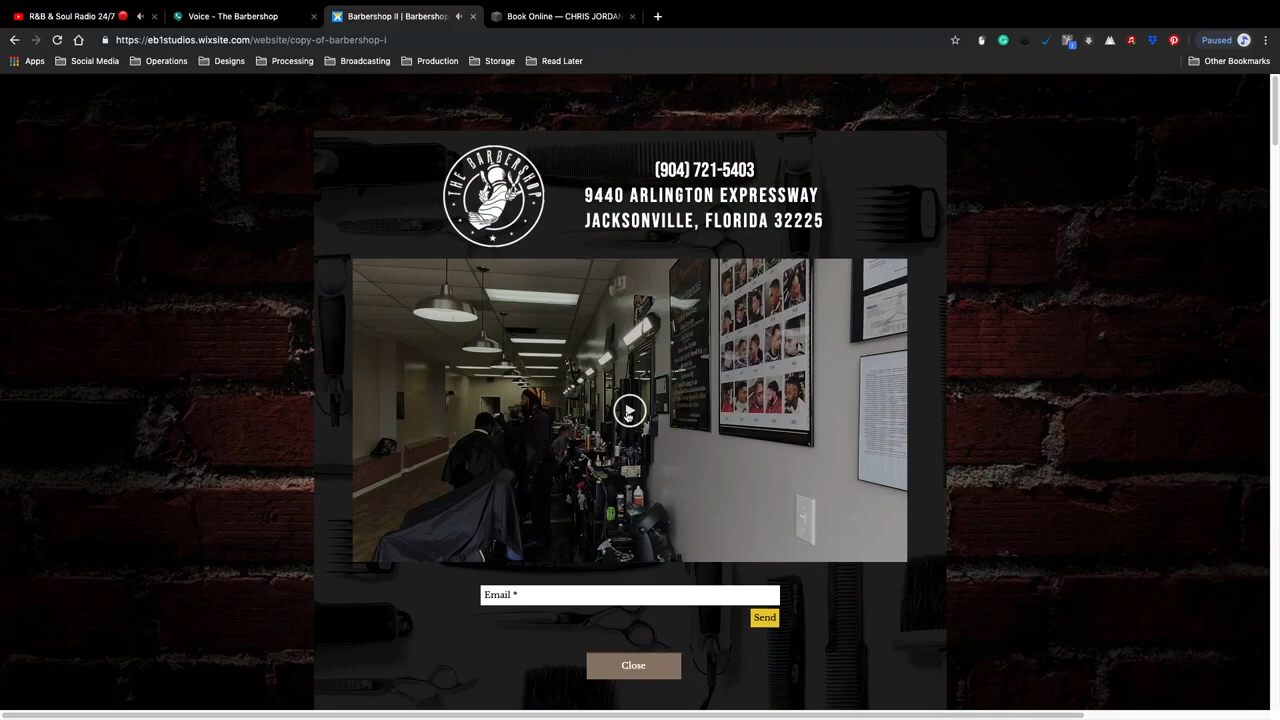 R&B & Soul Radio 24/7
Voice - The Barbershop
Barbershop II | Barbershop
Book Online — CHRIS JORDAN
https://eb1studios.wixsite.com/website/copy-of-barbershop-i
Paused
Apps
Social Media
Operations
Designs
Processing
Broadcasting
Production
Storage
Read Later
Other Bookmarks
THE BARBERSHOP
(904) 721-5403
9440 ARLINGTON EXPRESSWAY
JACKSONVILLE, FLORIDA 32225
Email *
Send
Close